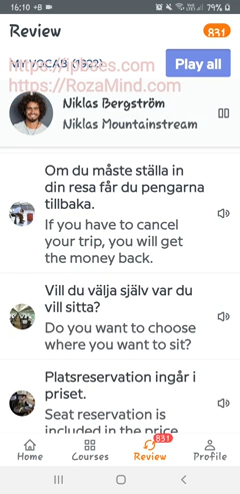 16:10
79%
Review
831
https://ipeses.com
MY VOCAB (1622)
Play all
https://RozaMind.com
Niklas Bergström
Niklas Mountainstream
Om du måste ställa in
din resa får du pengarna
tillbaka.
If you have to cancel
your trip, you will get
the money back.
Vill du välja själv var du
vill sitta?
Do you want to choose
where you want to sit?
Platsreservation ingår i
priset.
Seat reservation is
included in the price
831
Home
Courses
Review
Profile